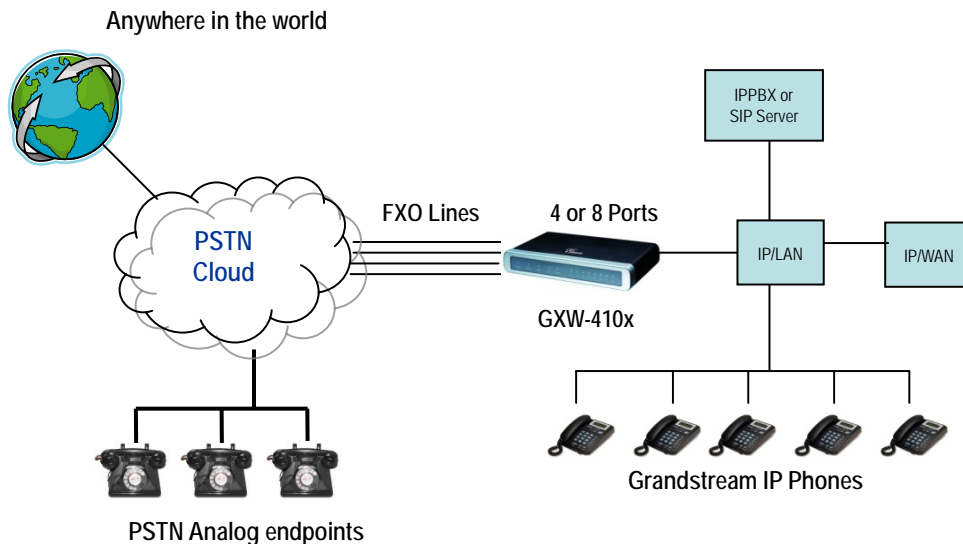 Anywhere in the world
IPPBX or
SIP Server
FXO Lines
4 or 8 Ports
PSTN
Cloud
IP/LAN
IP/WAN
GXW-410x
Grandstream IP Phones
PSTN Analog endpoints